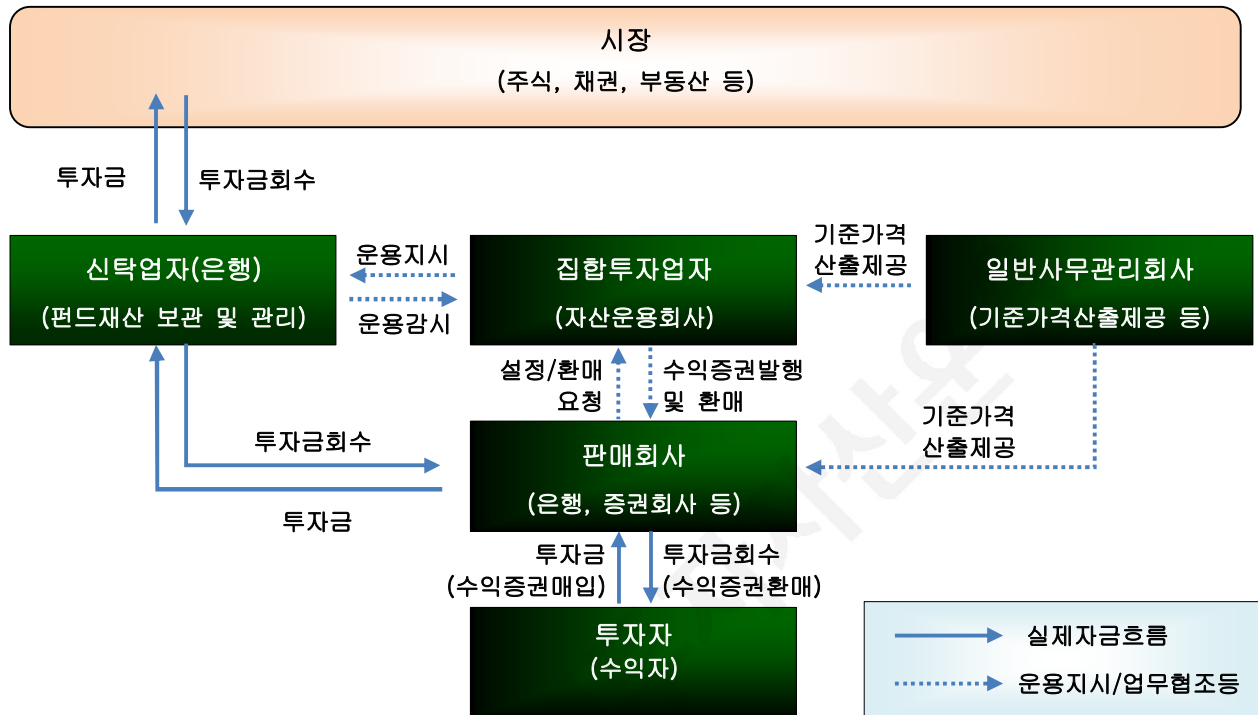 시장
(주식, 채권, 부동산 등)
투자금
투자금회수
신탁업자(은행)
(펀드재산 보관 및 관리)
운용지시
운용감시
집합투자업자
(자산운용회사)
기준가격
산출제공
일반사무관리회사
(기준가격산출제공 등)
설정/환매
요청
수익증권발행
및 환매
기준가격
산출제공
투자금회수
투자금
판매회사
(은행, 증권회사 등)
투자금
(수익증권매입)
투자금회수
(수익증권환매)
투자자
(수익자)
실제자금흐름
운용지시/업무협조등